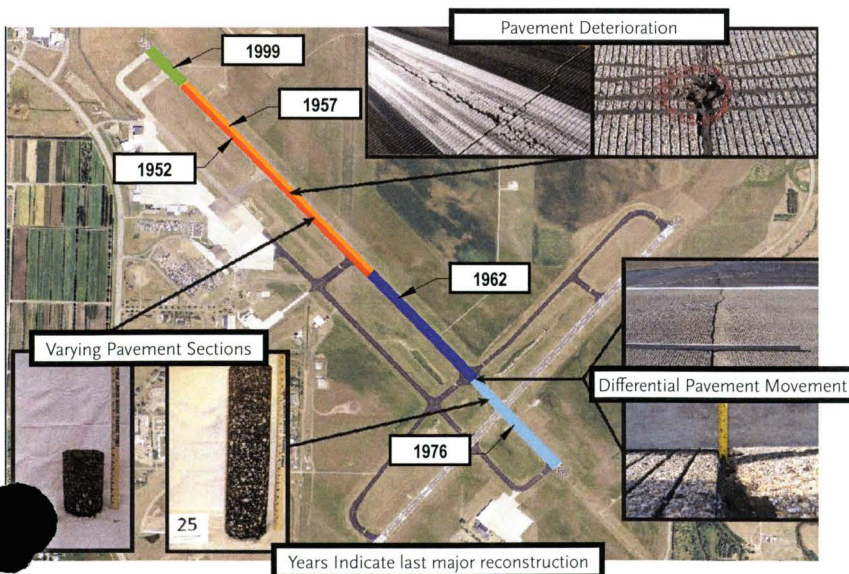 Pavement Deterioration
1999
1957
1952
1962
Varying Pavement Sections
Differential Pavement Movement
1976
25
Years Indicate last major reconstruction